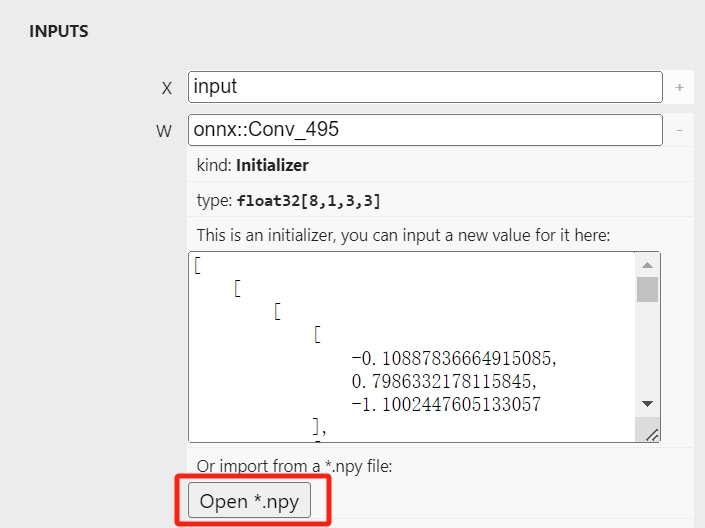 INPUTS
X input +
W onnx::Conv_495 -
kind: Initializer
type: float32[8,1,3,3]
This is an initializer, you can input a new value for it here:
[
[
[
[
-0.10887836664915085,
0.7986332178115845,
-1.1002447605133057
],
Or import from a *.npy file:
Open *.npy